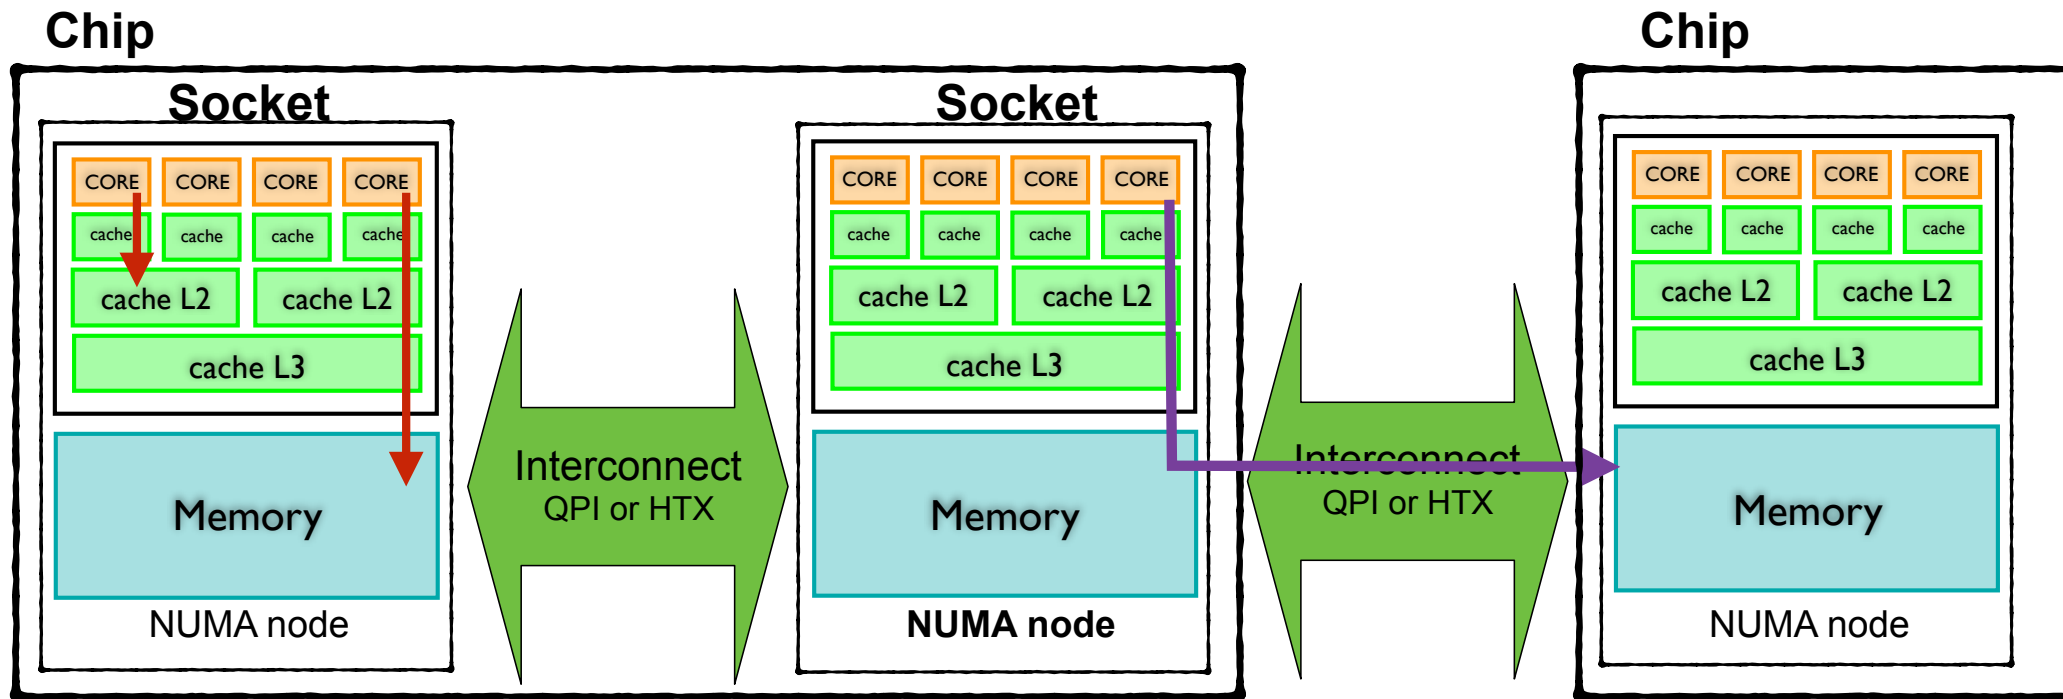 Chip
Chip
Socket
Socket
CORE CORE CORE CORE
cache cache cache cache
cache L2 cache L2
cache L3
Memory
NUMA node
Interconnect
QPI or HTX
CORE CORE CORE CORE
cache cache cache cache
cache L2 cache L2
cache L3
Memory
NUMA node
Interconnect
QPI or HTX
CORE CORE CORE CORE
cache cache cache cache
cache L2 cache L2
cache L3
Memory
NUMA node